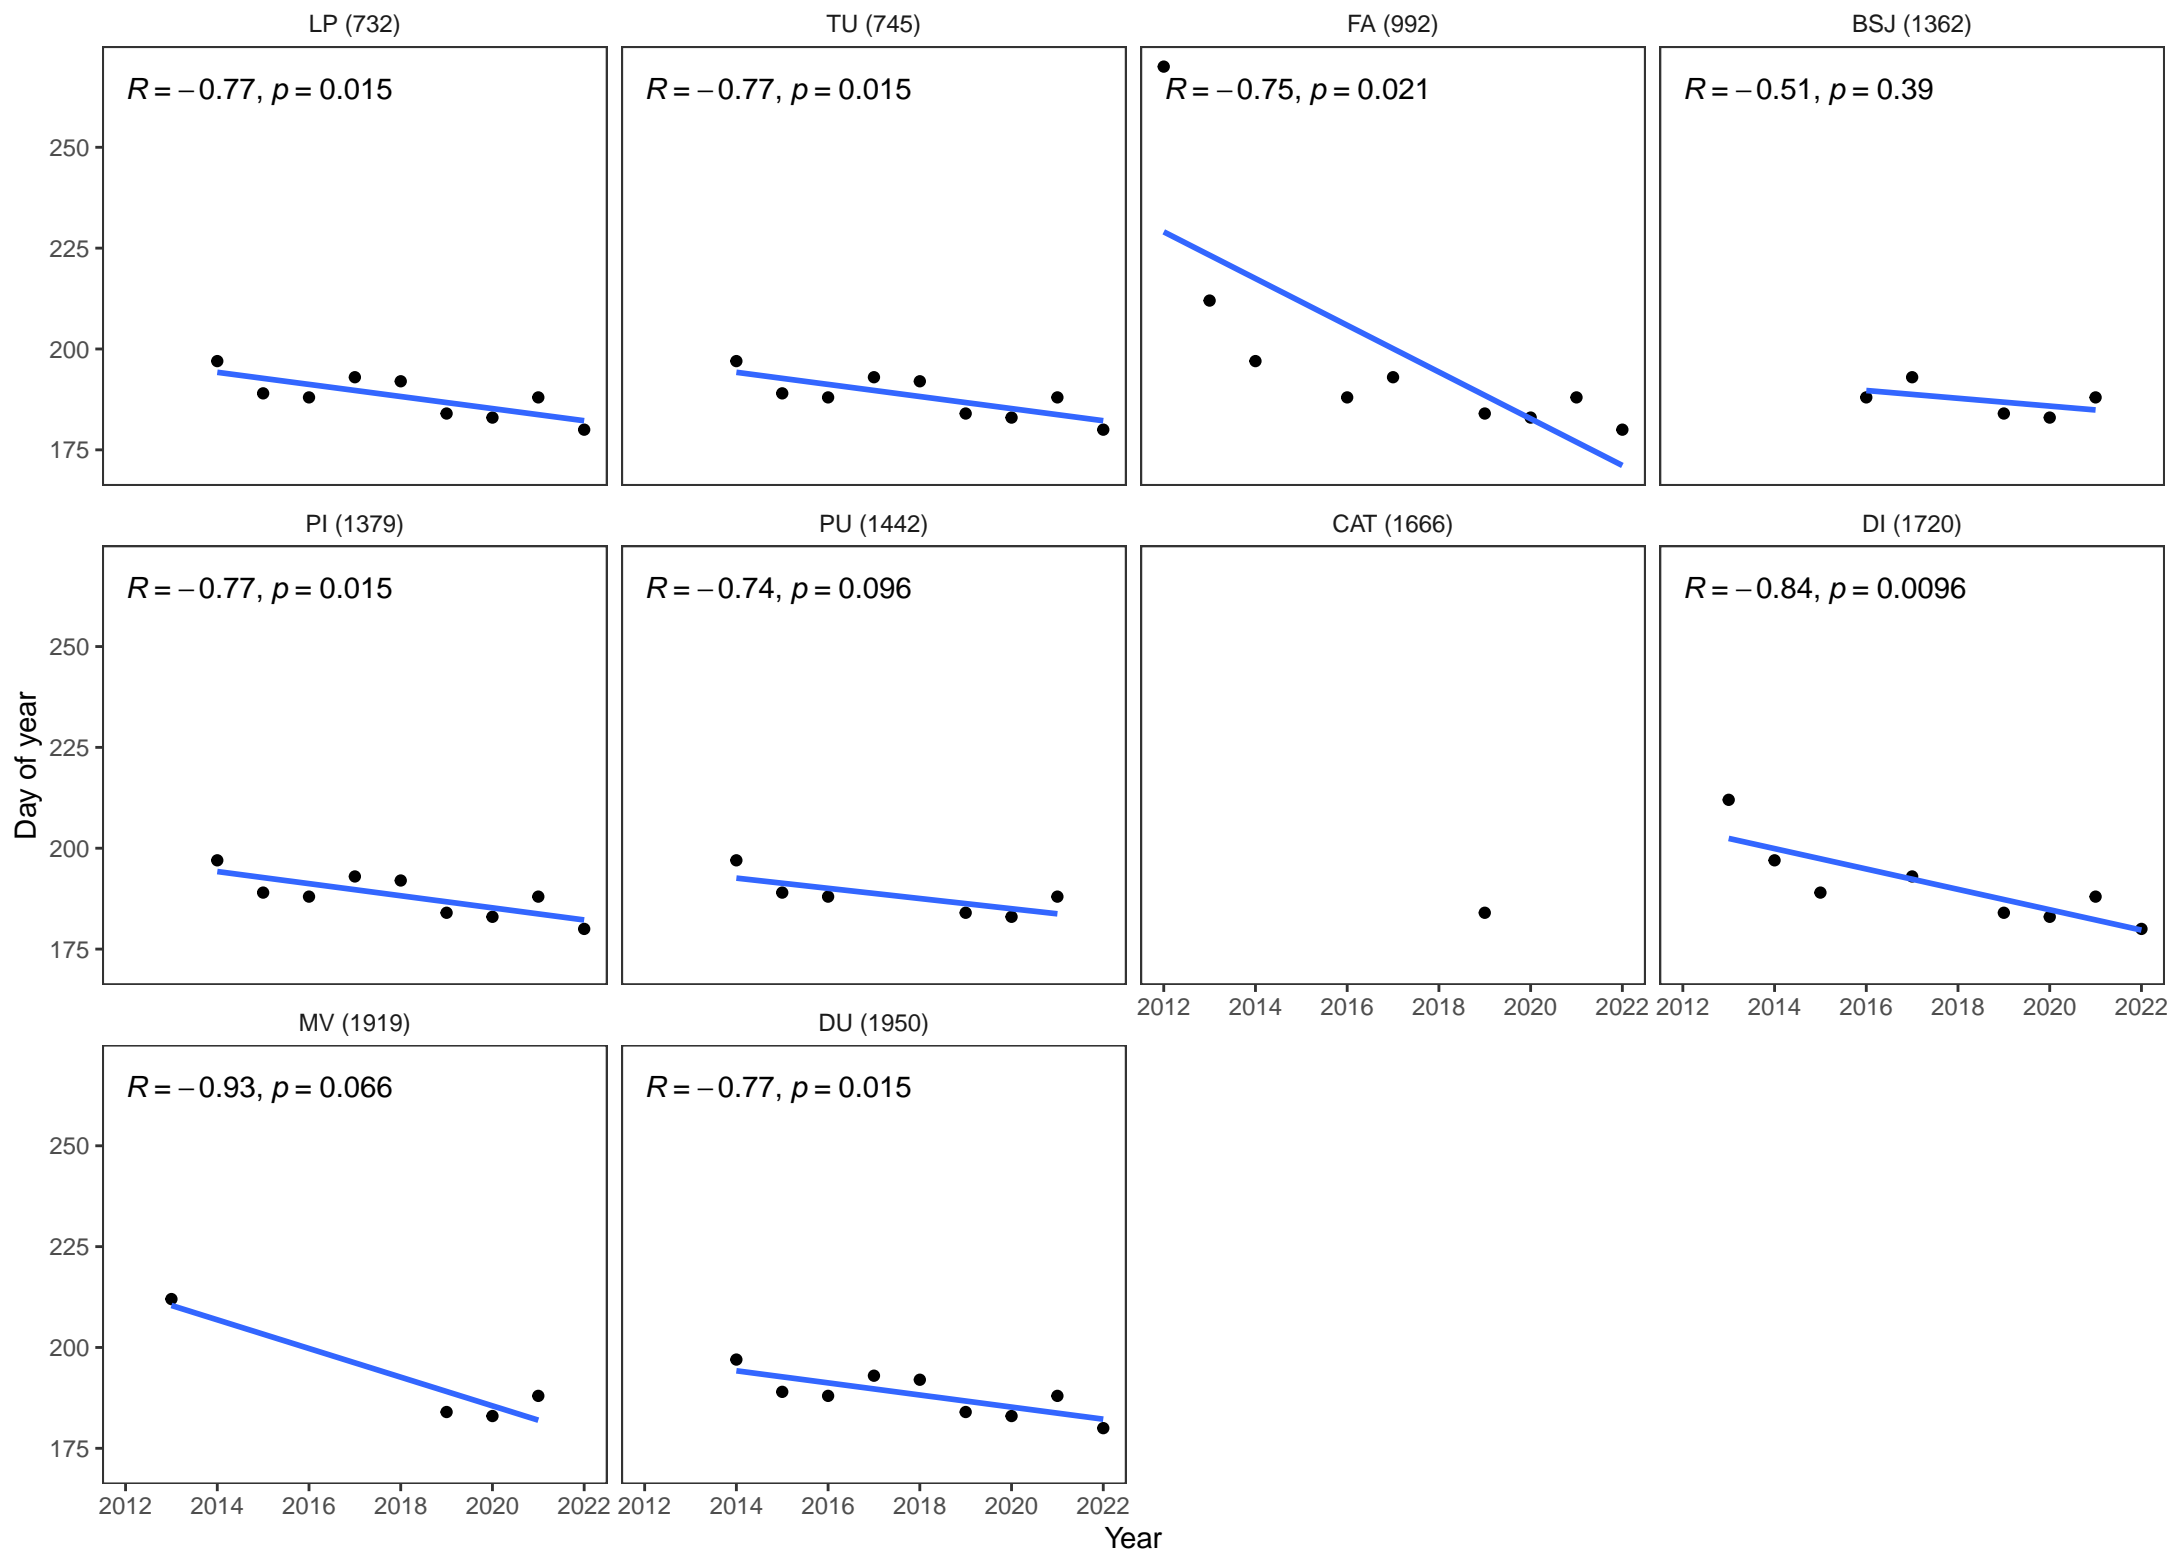 LP (732)
TU (745)
FA (992)
BSJ (1362)
R = −0.77, p = 0.015
R = −0.77, p = 0.015
R = −0.75, p = 0.021
R = −0.51, p = 0.39
250
225
200
175
PI (1379)
PU (1442)
CAT (1666)
DI (1720)
R = −0.77, p = 0.015
R = −0.74, p = 0.096
R = −0.84, p = 0.0096
250
225
200
175
Day of year
2012 2014 2016 2018 2020 2022
2012 2014 2016 2018 2020 2022
MV (1919)
DU (1950)
R = −0.93, p = 0.066
R = −0.77, p = 0.015
250
225
200
175
2012 2014 2016 2018 2020 2022
2012 2014 2016 2018 2020 2022
Year